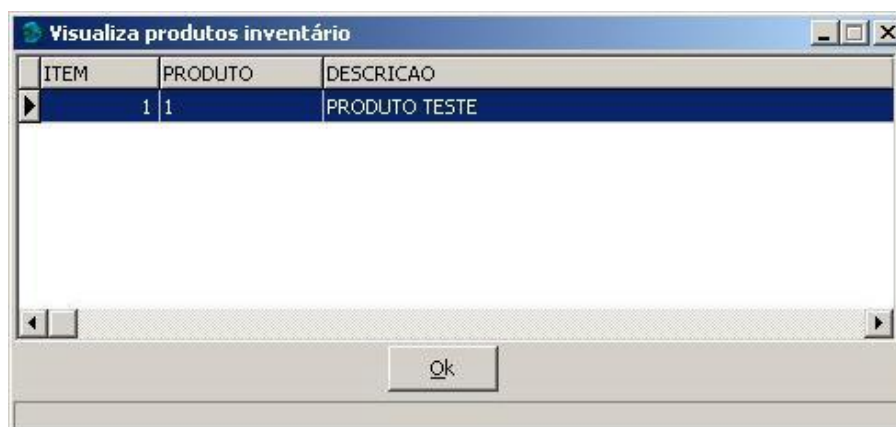 Visualiza produtos inventário
ITEM PRODUTO DESCRICAO
1 1 PRODUTO TESTE
Ok